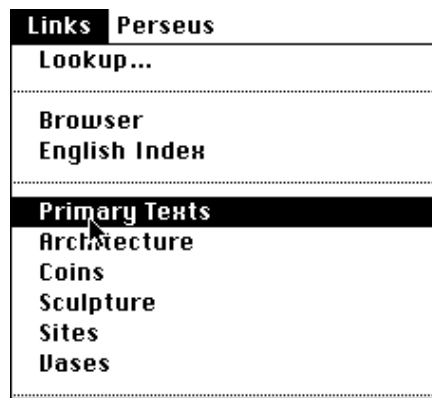 Links Perseus
Lookup...
Browser
English Index
Primary Texts
Architecture
Coins
Sculpture
Sites
Vases